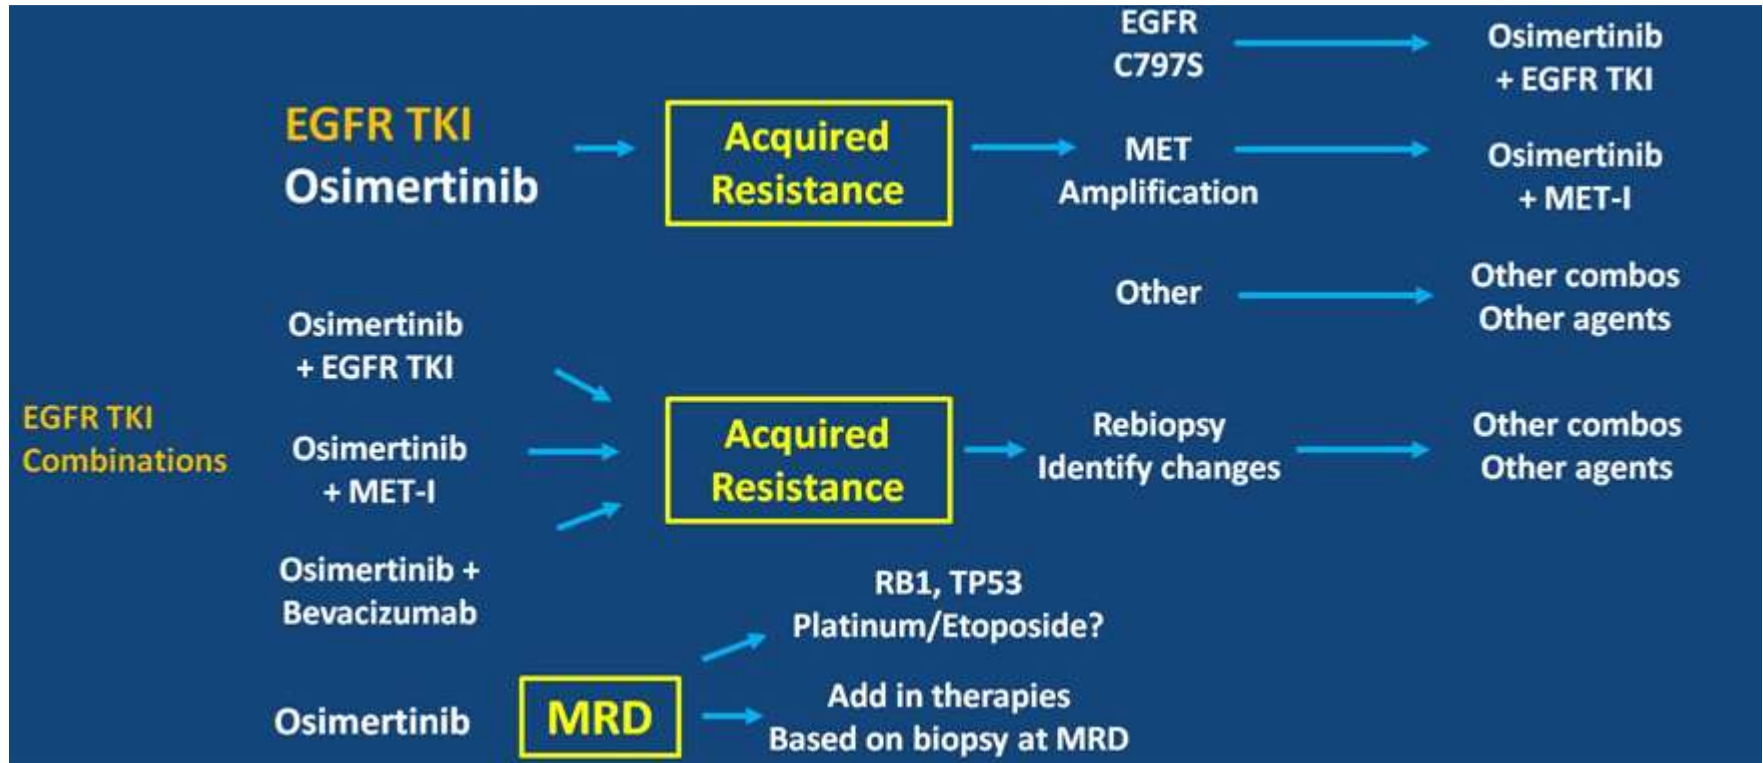 EGFR TKI
Osimertinib
Acquired
Resistance
EGFR
C797S
Osimertinib
+ EGFR TKI
MET
Amplification
Osimertinib
+ MET-I
Other
Other combos
Other agents
EGFR TKI
Combinations
Osimertinib
+ EGFR TKI
Osimertinib
+ MET-I
Osimertinib +
Bevacizumab
Acquired
Resistance
Rebiopsy
Identify changes
Other combos
Other agents
Osimertinib
MRD
RB1, TP53
Platinum/Etoposide?
Add in therapies
Based on biopsy at MRD